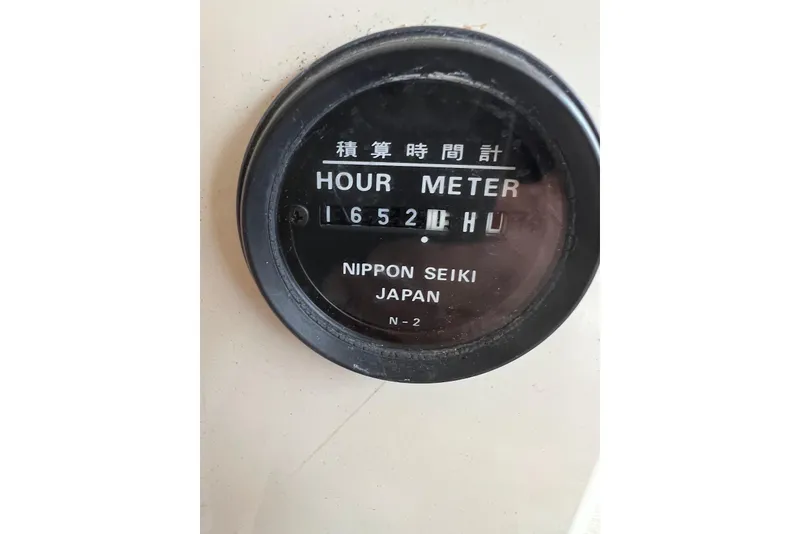 積算時間計
HOUR METER
1652 H
NIPPON SEIKI
JAPAN
N-2